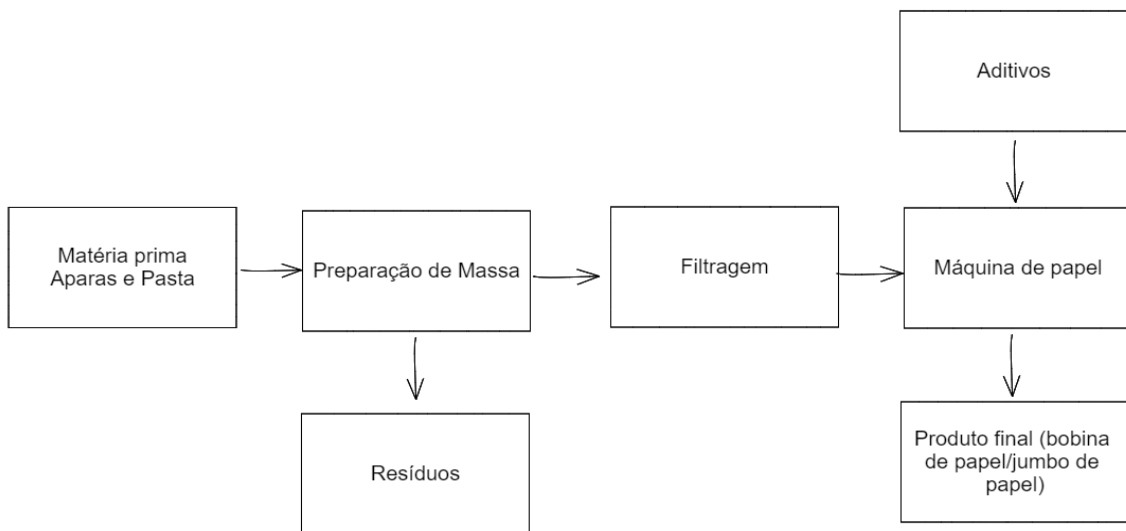 Aditivos
Matéria prima
Aparas e Pasta
Preparação de Massa
Filtragem
Máquina de papel
Resíduos
Produto final (bobina
de papel/jumbo de
papel)